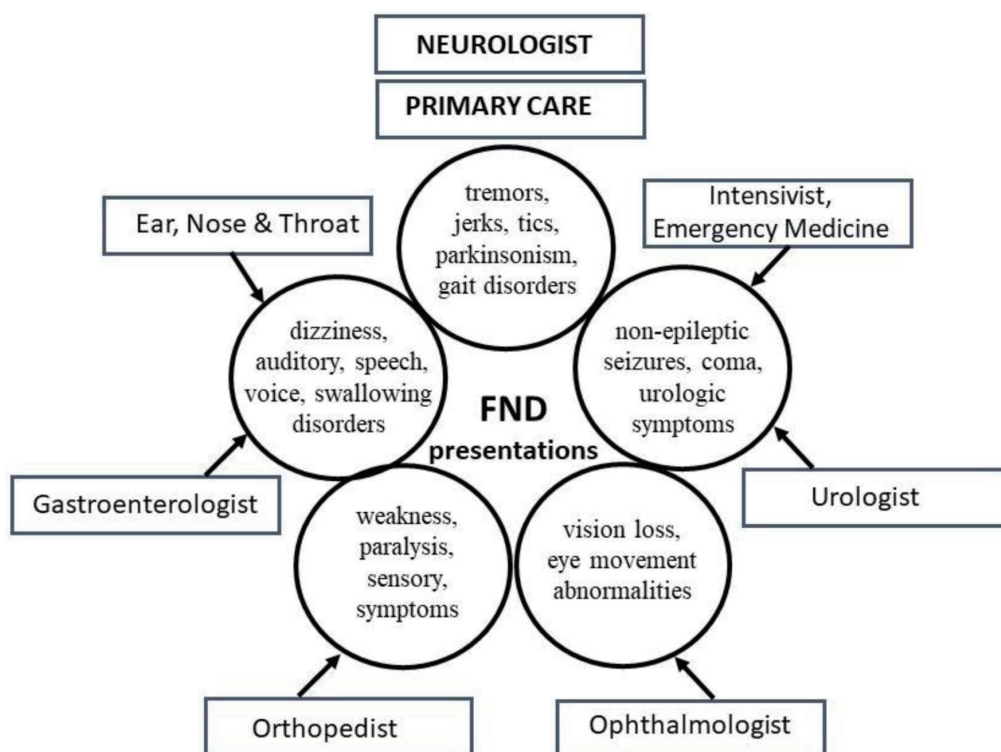 NEUROLOGIST
PRIMARY CARE
tremors,
jerks, tics,
parkinsonism,
gait disorders
Ear, Nose & Throat
Intensivist,
Emergency Medicine
dizziness,
auditory, speech,
voice, swallowing
disorders
non-epileptic
seizures, coma,
urologic
symptoms
FND
presentations
Gastroenterologist
Urologist
weakness,
paralysis,
sensory,
symptoms
vision loss,
eye movement
abnormalities
Orthopedist
Ophthalmologist